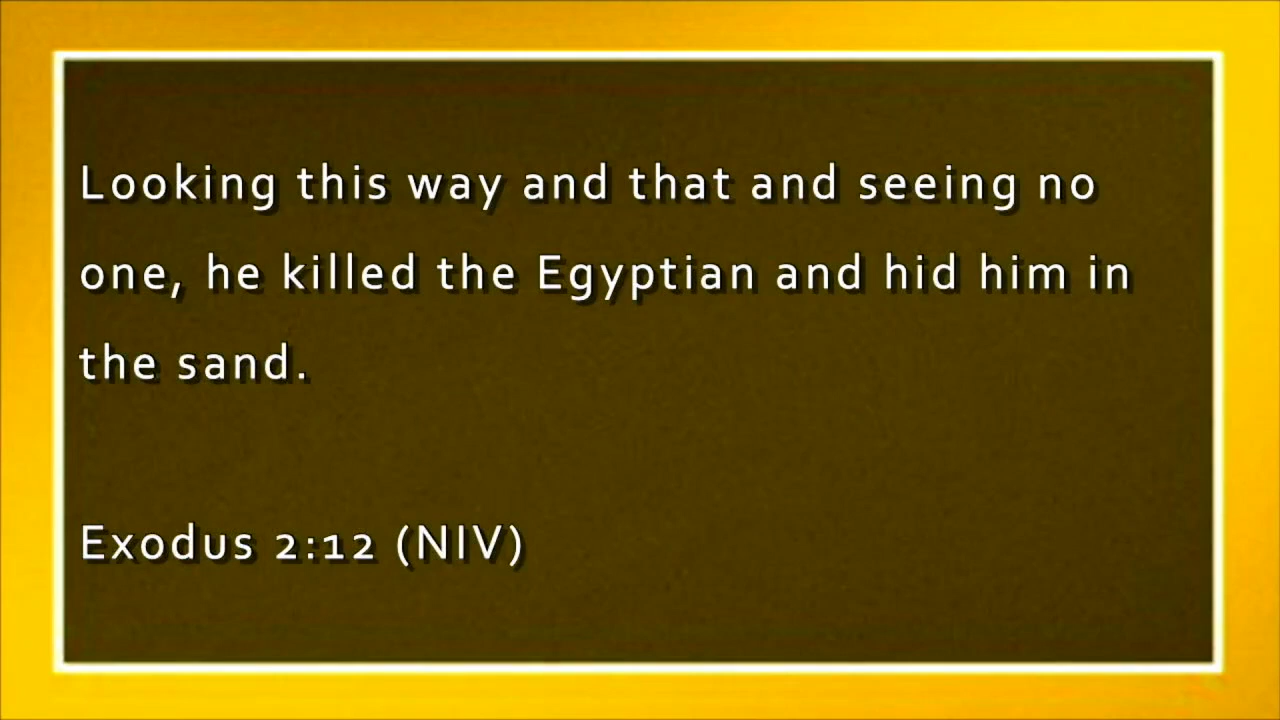 Looking this way and that and seeing no
one, he killed the Egyptian and hid him in
the sand.
Exodus 2:12 (NIV)